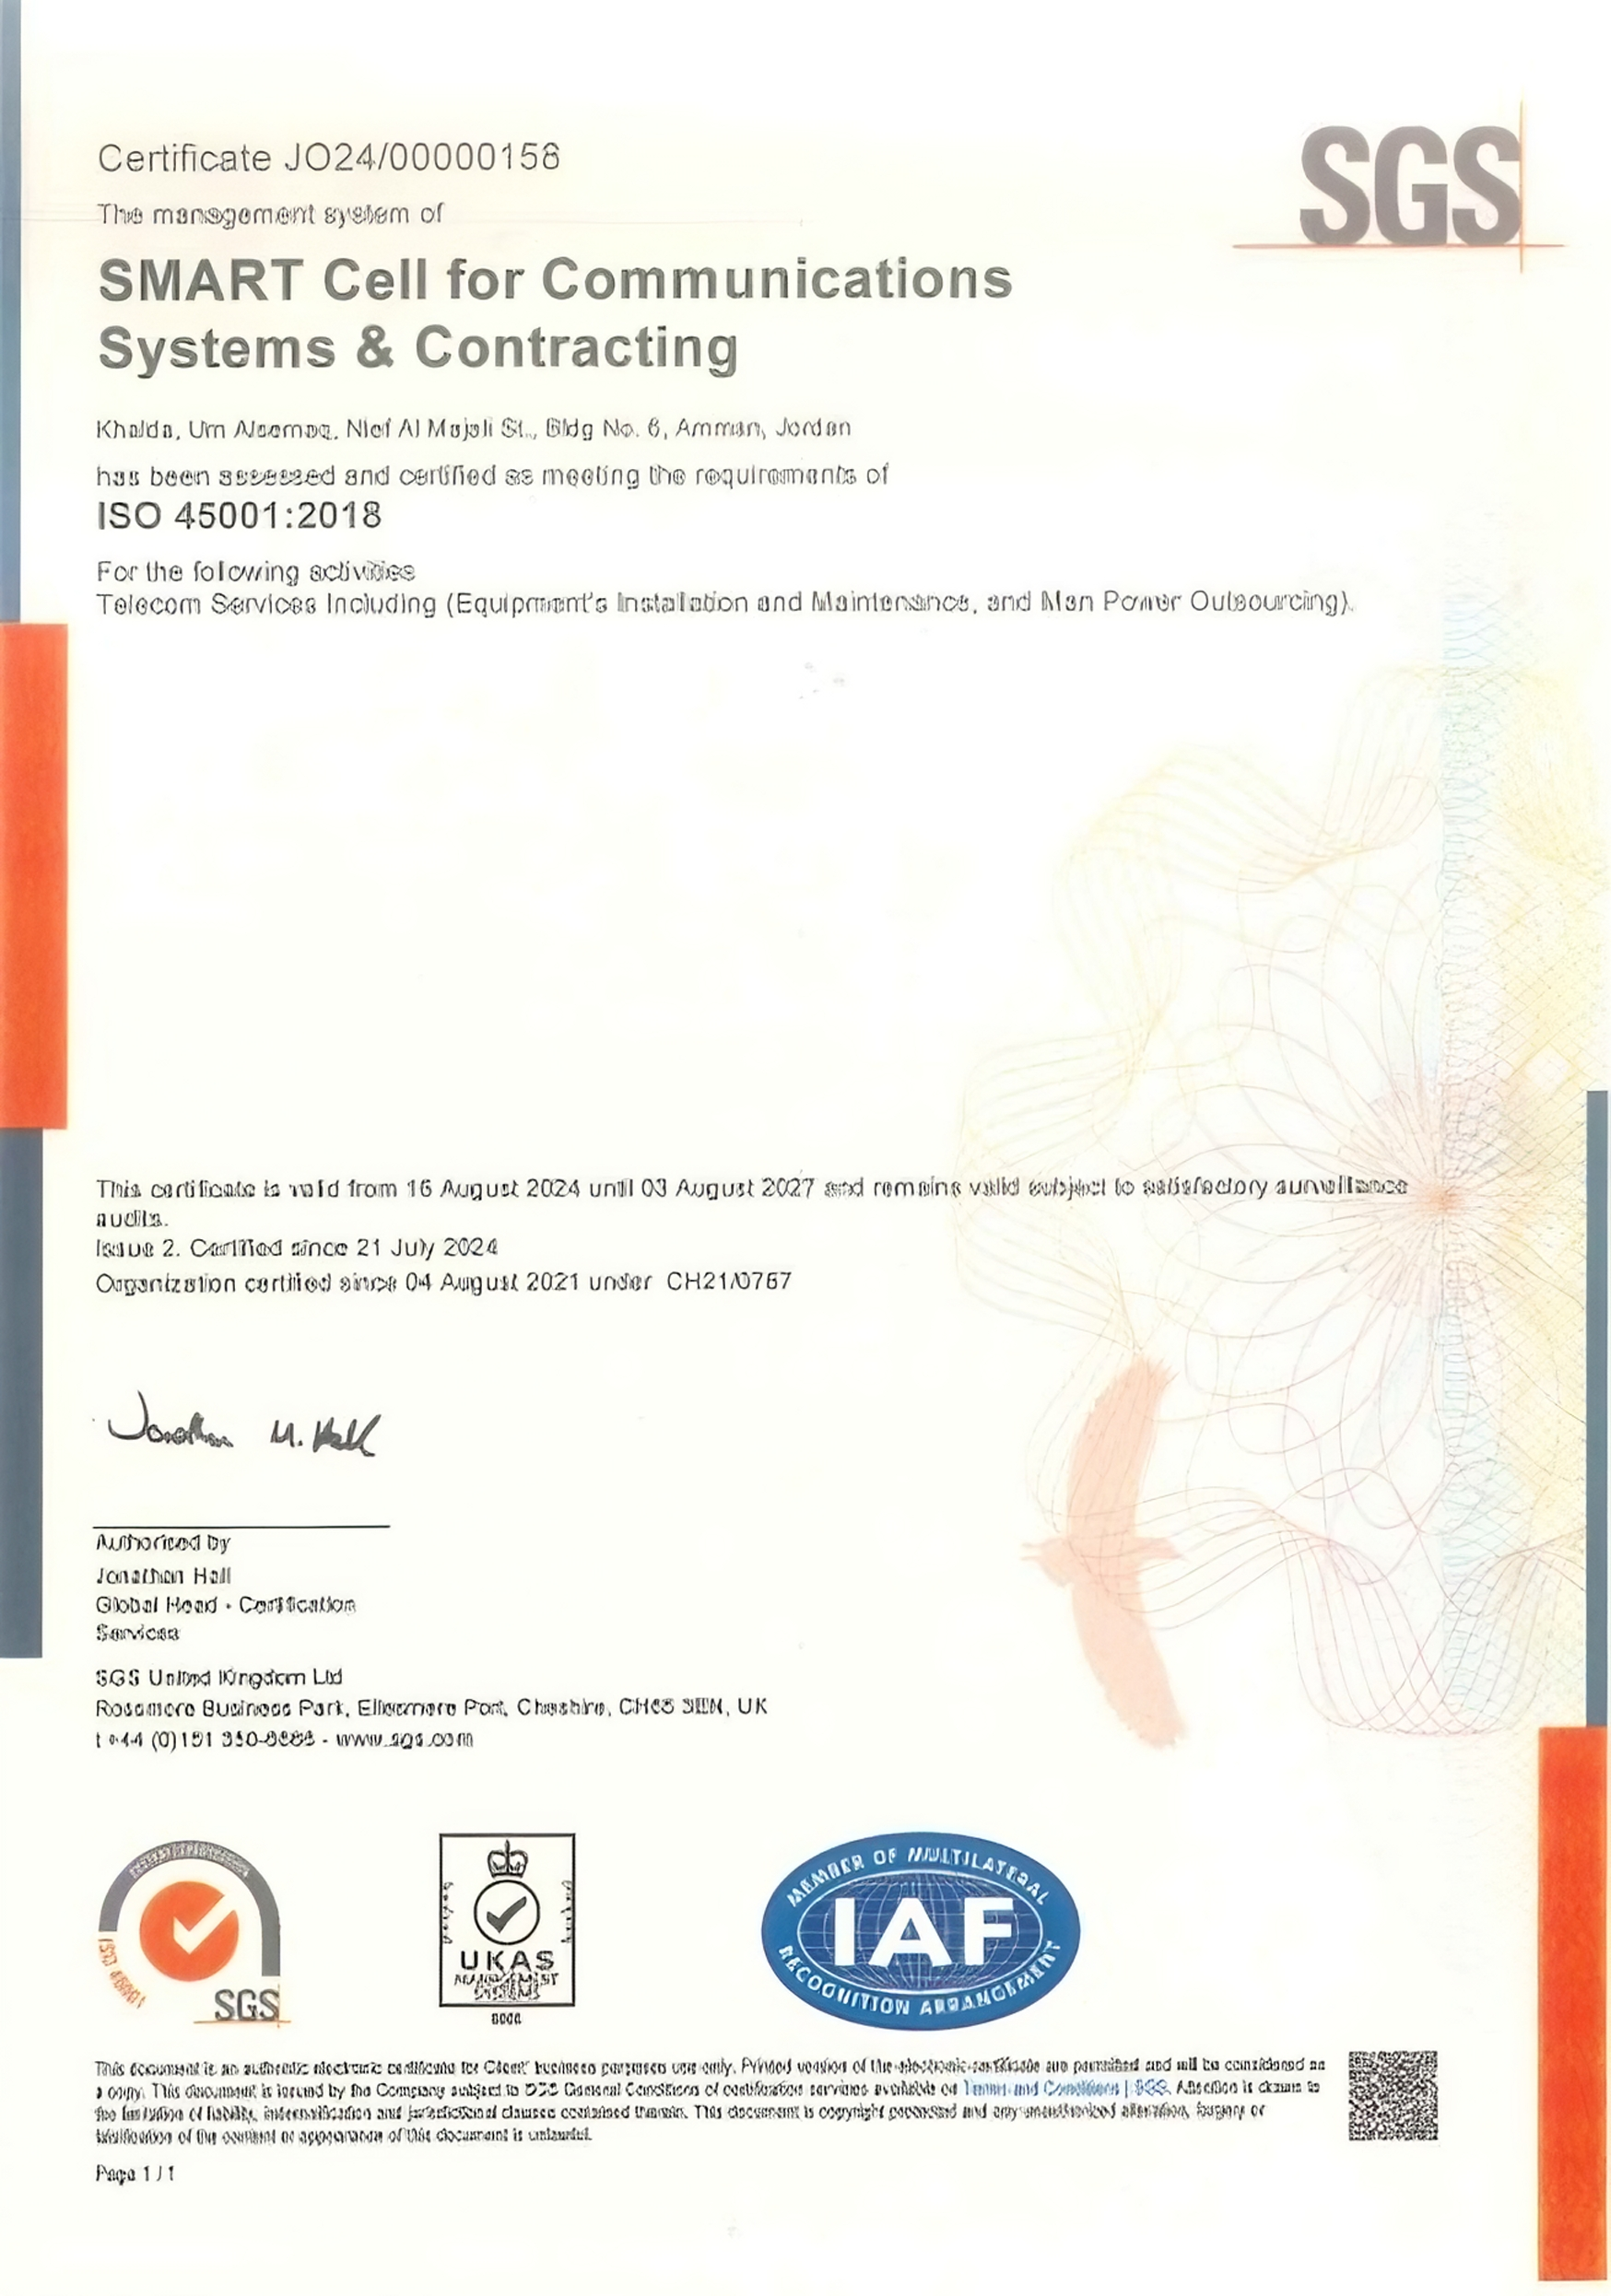 SGS
Certificate JO24/00000158
The management system of
SMART Cell for Communications
Systems & Contracting
Khalda, Um Alsomaq, Nief Al Majali St., Bldg No. 6, Amman, Jordan
has been assessed and certified as meeting the requirements of
ISO 45001:2018
For the following activities
Telecom Services Including (Equipment's Installation and Maintenance, and Man Power Outsourcing).
This certificate is valid from 16 August 2024 until 03 August 2027 and remains valid subject to satisfactory surveillance
audits.
Issue 2. Certified since 21 July 2024
Organization certified since 04 August 2021 under CH21/0767
Jonathan M. Hall
Authorised by
Jonathan Hall
Global Head - Certification
Services
SGS United Kingdom Ltd
Rossmore Business Park, Ellesmere Port, Cheshire, CH65 3EN, UK
t +44 (0)151 350-6666 - www.sgs.com
SGS
UKAS
MANAGEMENT
SYSTEMS
MEMBER OF MULTILATERAL
IAF
RECOGNITION ARRANGEMENT
This document is an authentic electronic certificate for Client' business purposes use only. Printed version of the electronic certificate are permitted and will be considered as
a copy. This document is issued by the Company subject to SGS General Conditions of certification services available on Terms and Conditions | SGS. Attention is drawn to
the limitation of liability, indemnification and jurisdictional clauses contained therein. This document is copyright protected and any unauthorized alteration, forgery or
falsification of the content or appearance of this document is unlawful.
Page 1 / 1